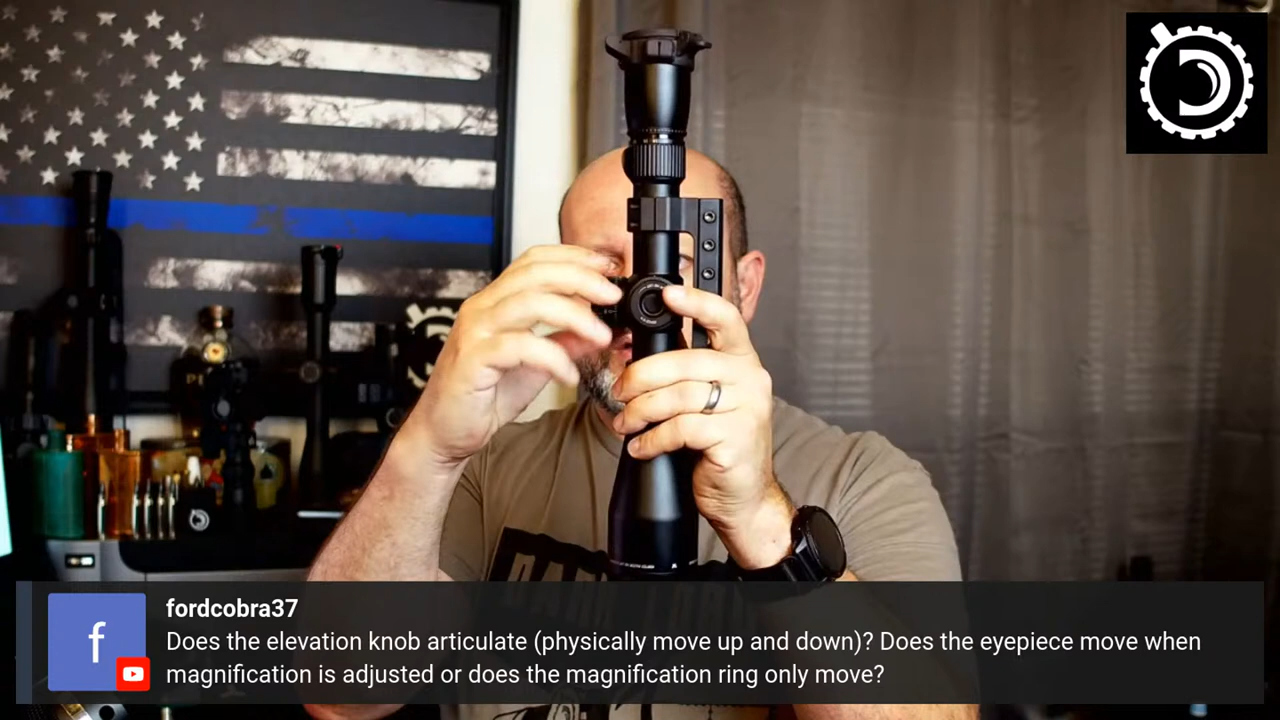 fordcobra37
Does the elevation knob articulate (physically move up and down)? Does the eyepiece move when
magnification is adjusted or does the magnification ring only move?
f
DARK